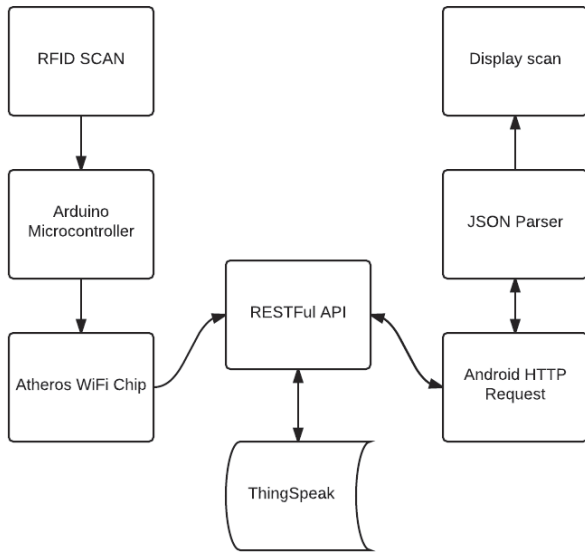 RFID SCAN
Display scan
Arduino
Microcontroller
JSON Parser
RESTFul API
Atheros WiFi Chip
Android HTTP
Request
ThingSpeak